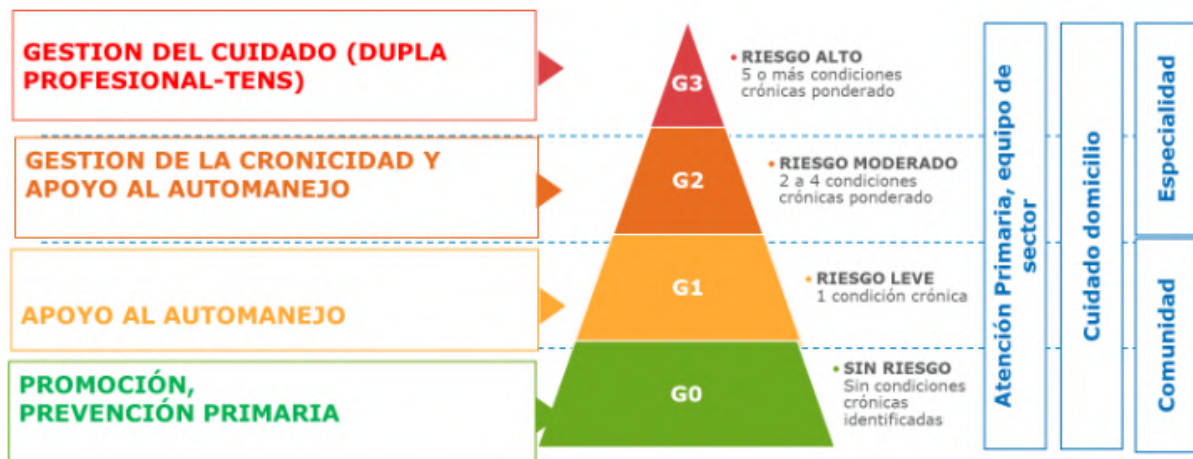 GESTION DEL CUIDADO (DUPLA
PROFESIONAL-TENS)
G3
• RIESGO ALTO
5 o más condiciones
crónicas ponderado
GESTION DE LA CRONICIDAD Y
APOYO AL AUTOMANEJO
G2
• RIESGO MODERADO
2 a 4 condiciones
crónicas ponderado
APOYO AL AUTOMANEJO
G1
• RIESGO LEVE
1 condición crónica
PROMOCIÓN,
PREVENCIÓN PRIMARIA
G0
• SIN RIESGO
Sin condiciones
crónicas
identificadas
Atención Primaria, equipo de
sector
Cuidado domicilio
Especialidad
Comunidad